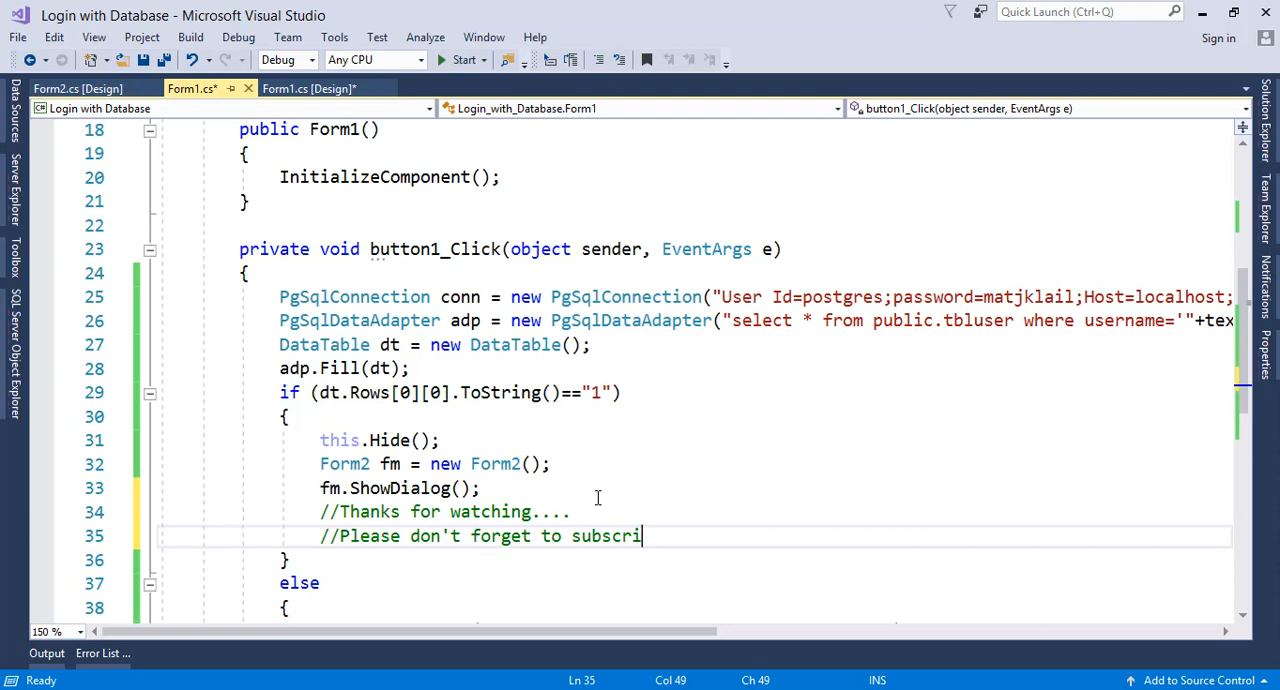 Login with Database - Microsoft Visual Studio
Quick Launch (Ctrl+Q)
File Edit View Project Build Debug Team Tools Test Analyze Window Help
Sign in
Debug Any CPU Start
Form2.cs [Design] Form1.cs* Form1.cs [Design]*
Login with Database Login_with_Database.Form1 button1_Click(object sender, EventArgs e)
Data Sources
Server Explorer
Toolbox
SQL Server Object Explorer
18 public Form1()
19 {
20 InitializeComponent();
21 }
22
23 private void button1_Click(object sender, EventArgs e)
24 {
25 PgSqlConnection conn = new PgSqlConnection("User Id=postgres;password=matjklail;Host=localhost;
26 PgSqlDataAdapter adp = new PgSqlDataAdapter("select * from public.tbluser where username='"+tex
27 DataTable dt = new DataTable();
28 adp.Fill(dt);
29 if (dt.Rows[0][0].ToString()=="1")
30 {
31 this.Hide();
32 Form2 fm = new Form2();
33 fm.ShowDialog();
34 //Thanks for watching....
35 //Please don't forget to subscri
36 }
37 else
38 {
Solution Explorer
Team Explorer
Notifications
Properties
150 %
Output Error List ...
Ready Ln 35 Col 49 Ch 49 INS Add to Source Control